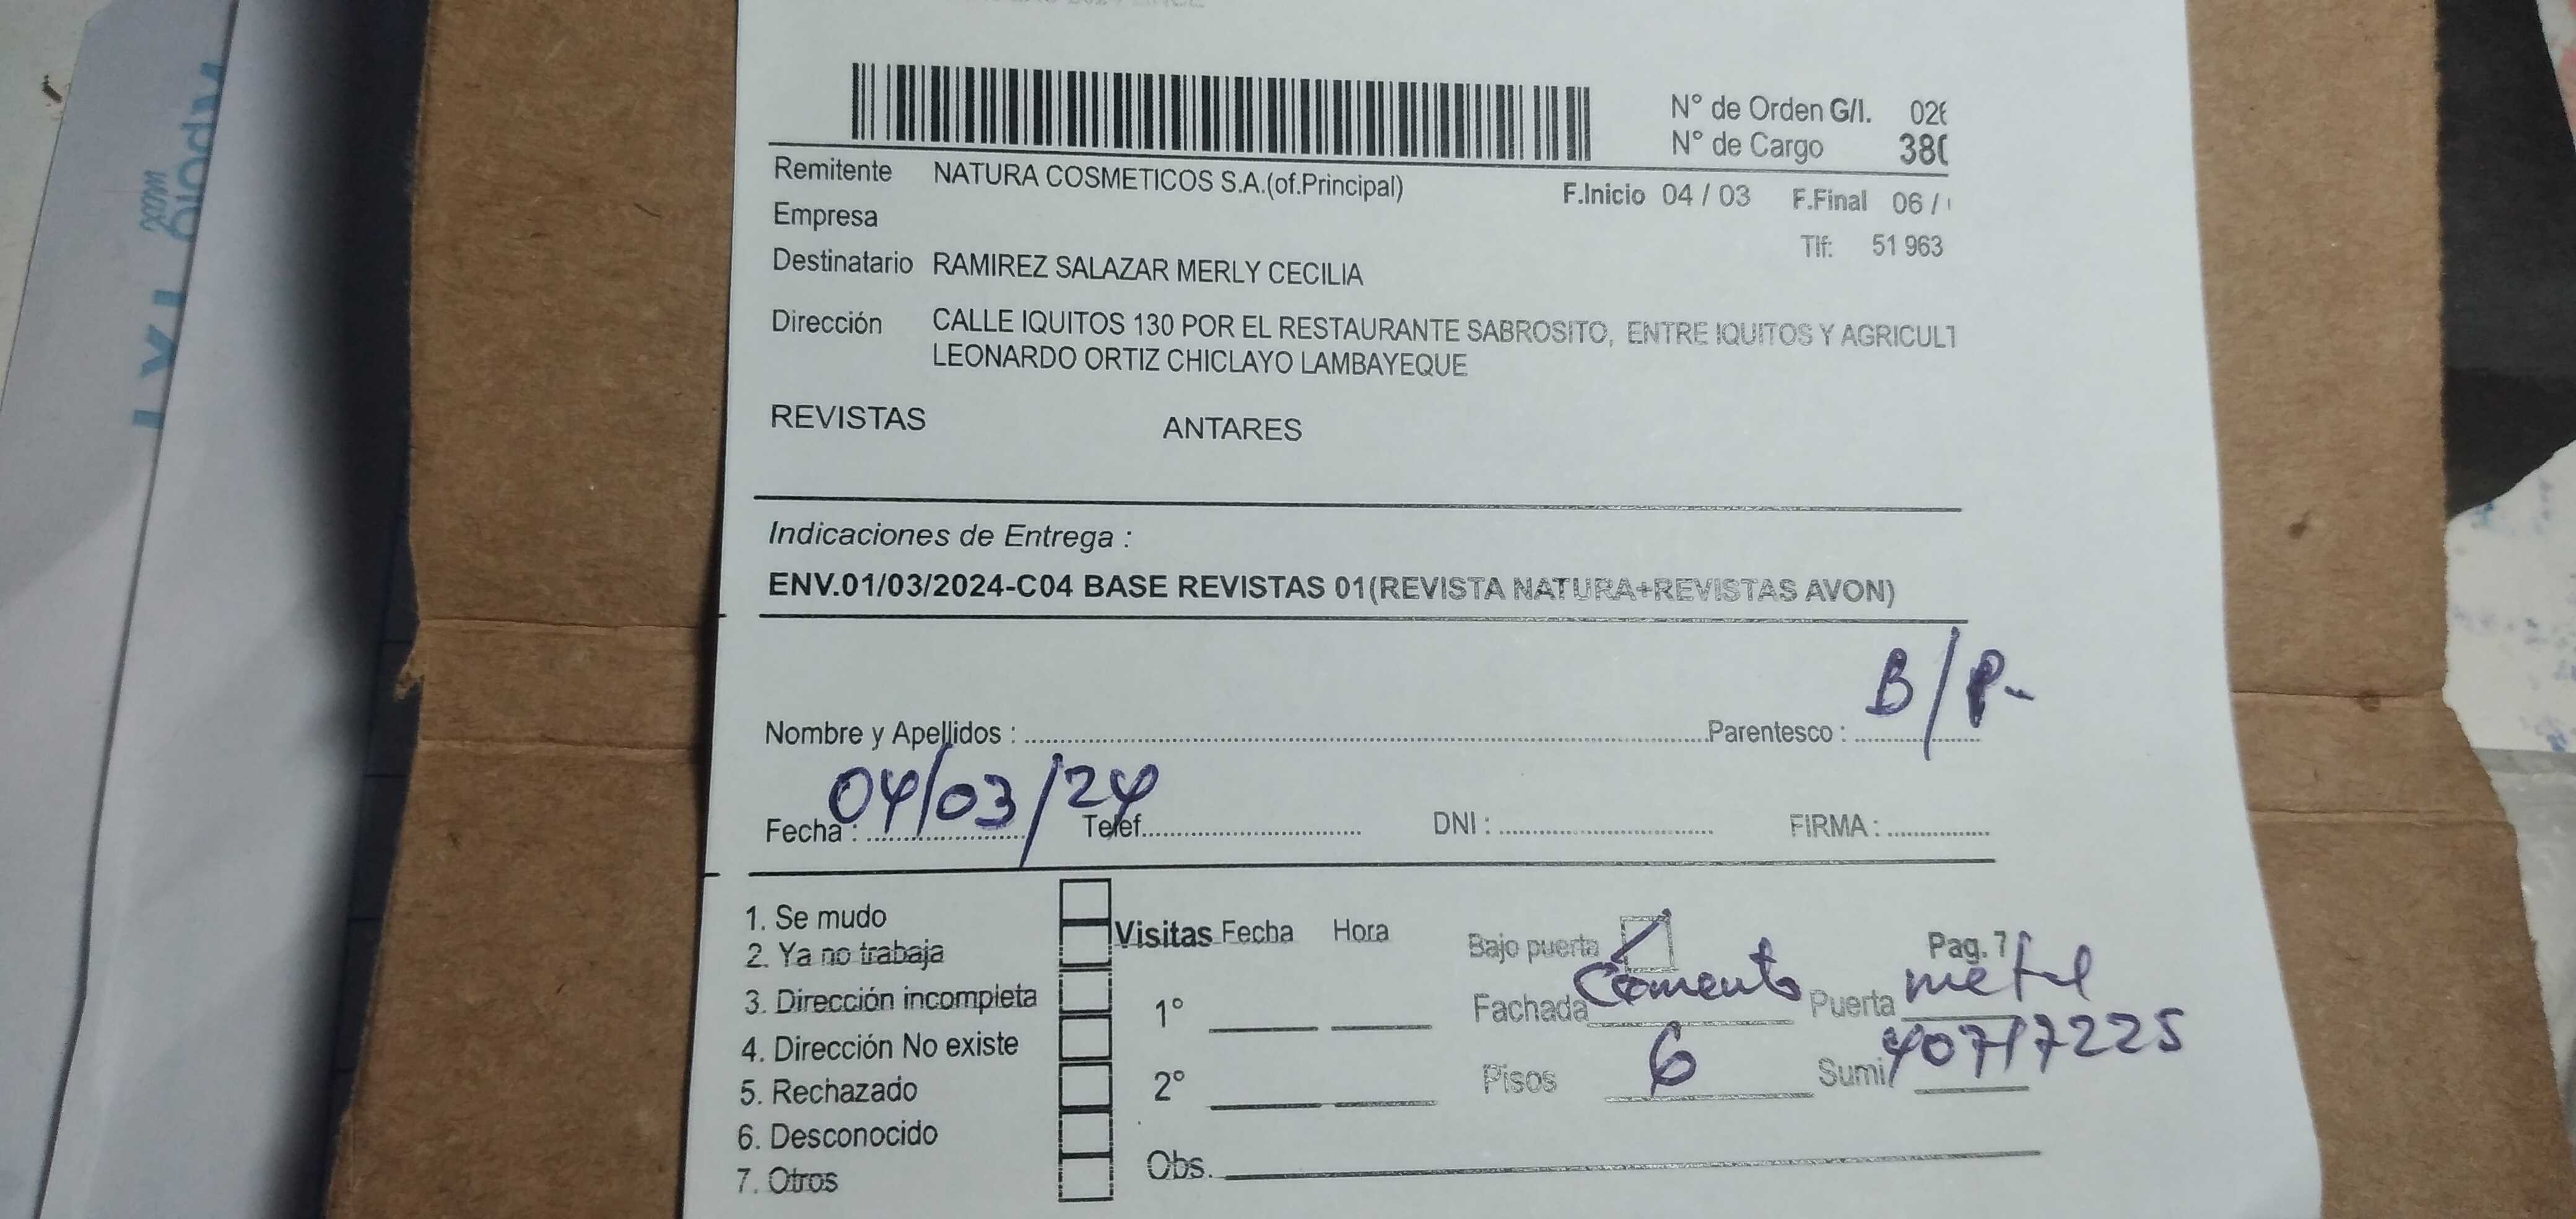 N° de Orden G/I. 026
N° de Cargo 380
Remitente NATURA COSMETICOS S.A.(of.Principal)
F.Inicio 04 / 03 F.Final 06 /
Empresa
Tlf: 51 963
Destinatario RAMIREZ SALAZAR MERLY CECILIA
Dirección CALLE IQUITOS 130 POR EL RESTAURANTE SABROSITO, ENTRE IQUITOS Y AGRICULT
LEONARDO ORTIZ CHICLAYO LAMBAYEQUE
REVISTAS ANTARES
Indicaciones de Entrega :
ENV.01/03/2024-C04 BASE REVISTAS 01(REVISTA NATURA+REVISTAS AVON)
Nombre y Apellidos : Parentesco : B/P-
Fecha : 04/03/24 Telef. DNI : FIRMA :
1. Se mudo
2. Ya no trabaja
3. Dirección incompleta
4. Dirección No existe
5. Rechazado
6. Desconocido
7. Otros
Visitas Fecha Hora
1°
2°
Obs.
Bajo puerta Pag. 7
Fachada Cemento Puerta metal
Pisos 6 Sumi 40717225